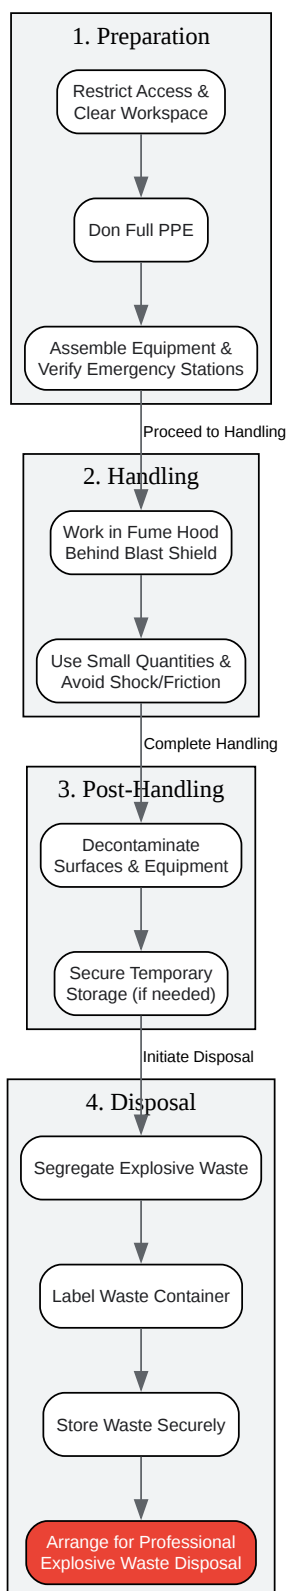 1. Preparation
Restrict Access &
Clear Workspace
Don Full PPE
Assemble Equipment &
Verify Emergency Stations
Proceed to Handling
2. Handling
Work in Fume Hood
Behind Blast Shield
Use Small Quantities &
Avoid Shock/Friction
Complete Handling
3. Post-Handling
Decontaminate
Surfaces & Equipment
Secure Temporary
Storage (if needed)
Initiate Disposal
4. Disposal
Segregate Explosive Waste
Label Waste Container
Store Waste Securely
Arrange for Professional
Explosive Waste Disposal